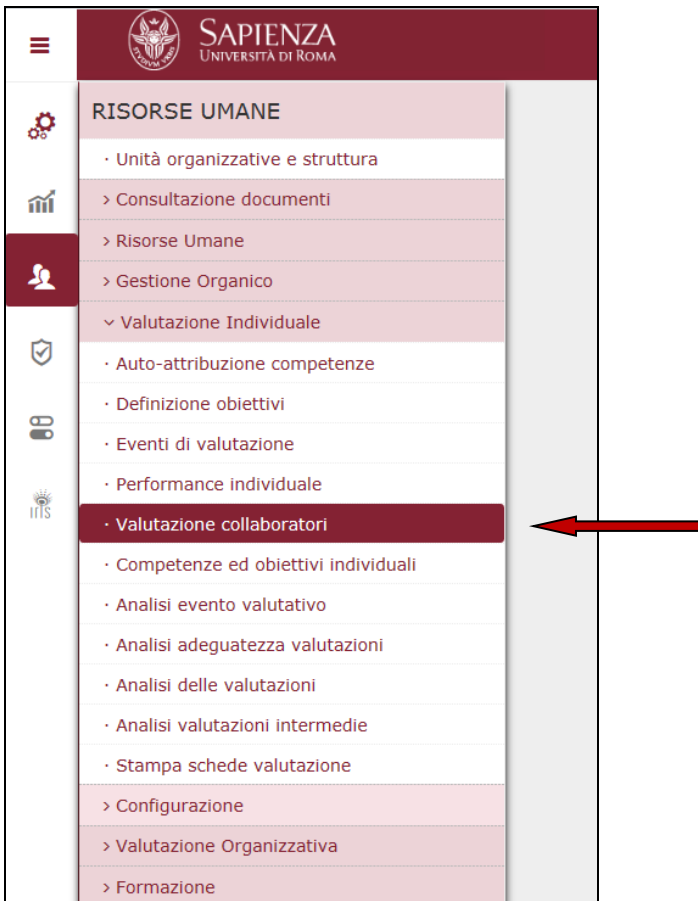 SAPIENZA
UNIVERSITÀ DI ROMA
RISORSE UMANE
· Unità organizzative e struttura
> Consultazione documenti
> Risorse Umane
> Gestione Organico
Valutazione Individuale
· Auto-attribuzione competenze
· Definizione obiettivi
· Eventi di valutazione
· Performance individuale
· Valutazione collaboratori
· Competenze ed obiettivi individuali
· Analisi evento valutativo
· Analisi adeguatezza valutazioni
· Analisi delle valutazioni
· Analisi valutazioni intermedie
· Stampa schede valutazione
> Configurazione
> Valutazione Organizzativa
> Formazione
iris